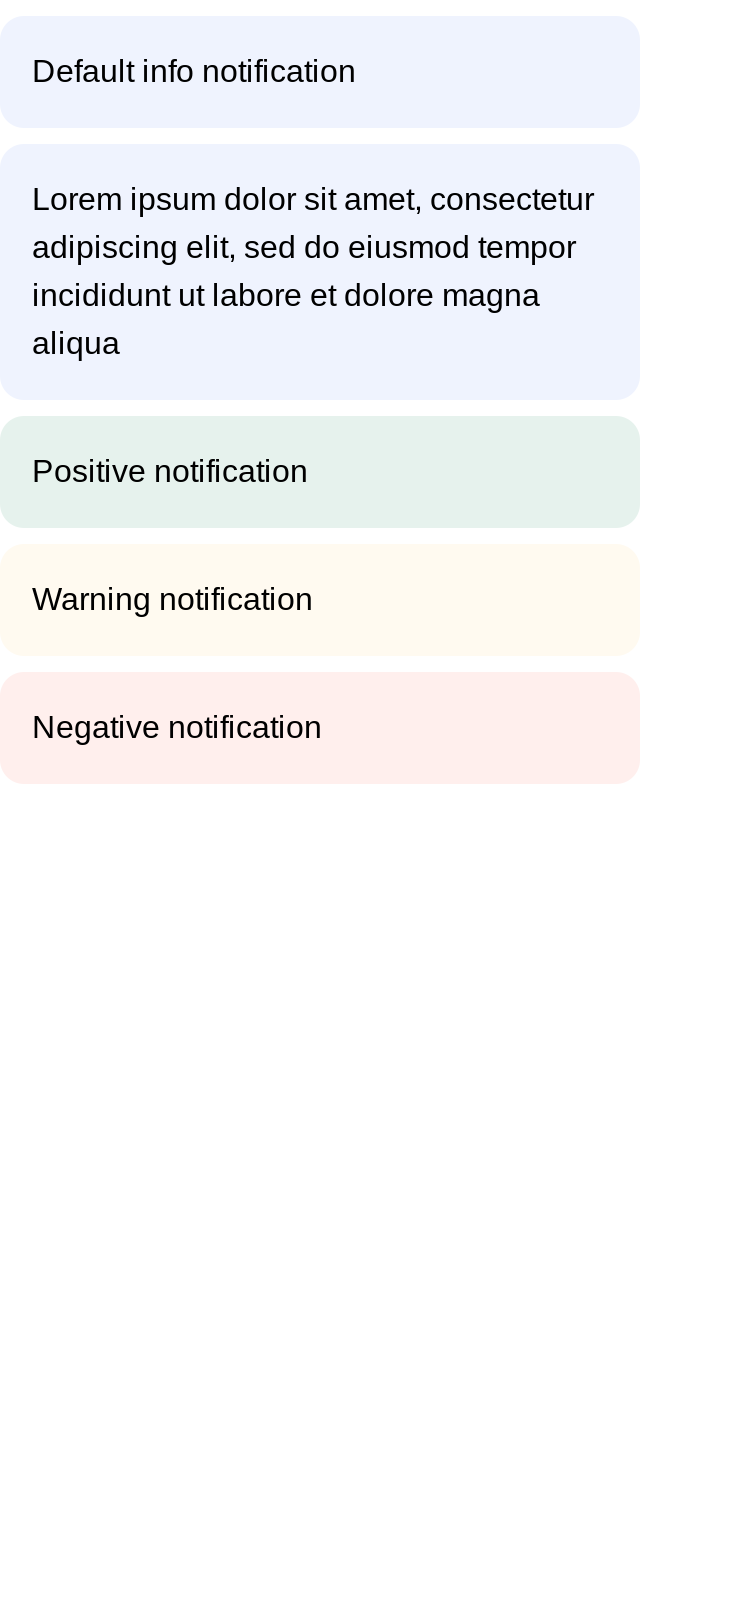 Default info notification
Lorem ipsum dolor sit amet, consectetur
adipiscing elit, sed do eiusmod tempor
incididunt ut labore et dolore magna
aliqua
Positive notification
Warning notification
Negative notification